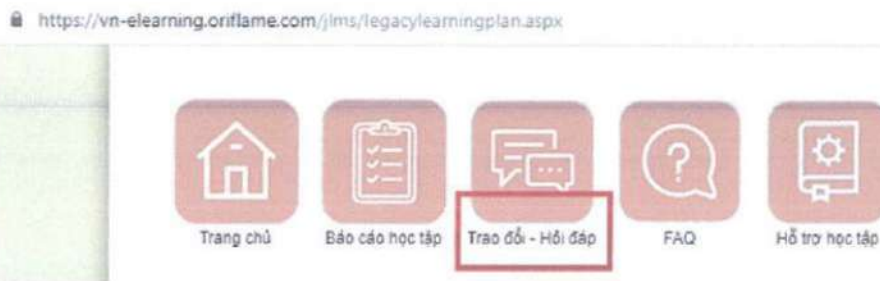 https://vn-elearning.oriflame.com/jlms/legacylearningplan.aspx
Trang chủ Báo cáo học tập Trao đổi - Hỏi đáp FAQ Hỗ trợ học tập